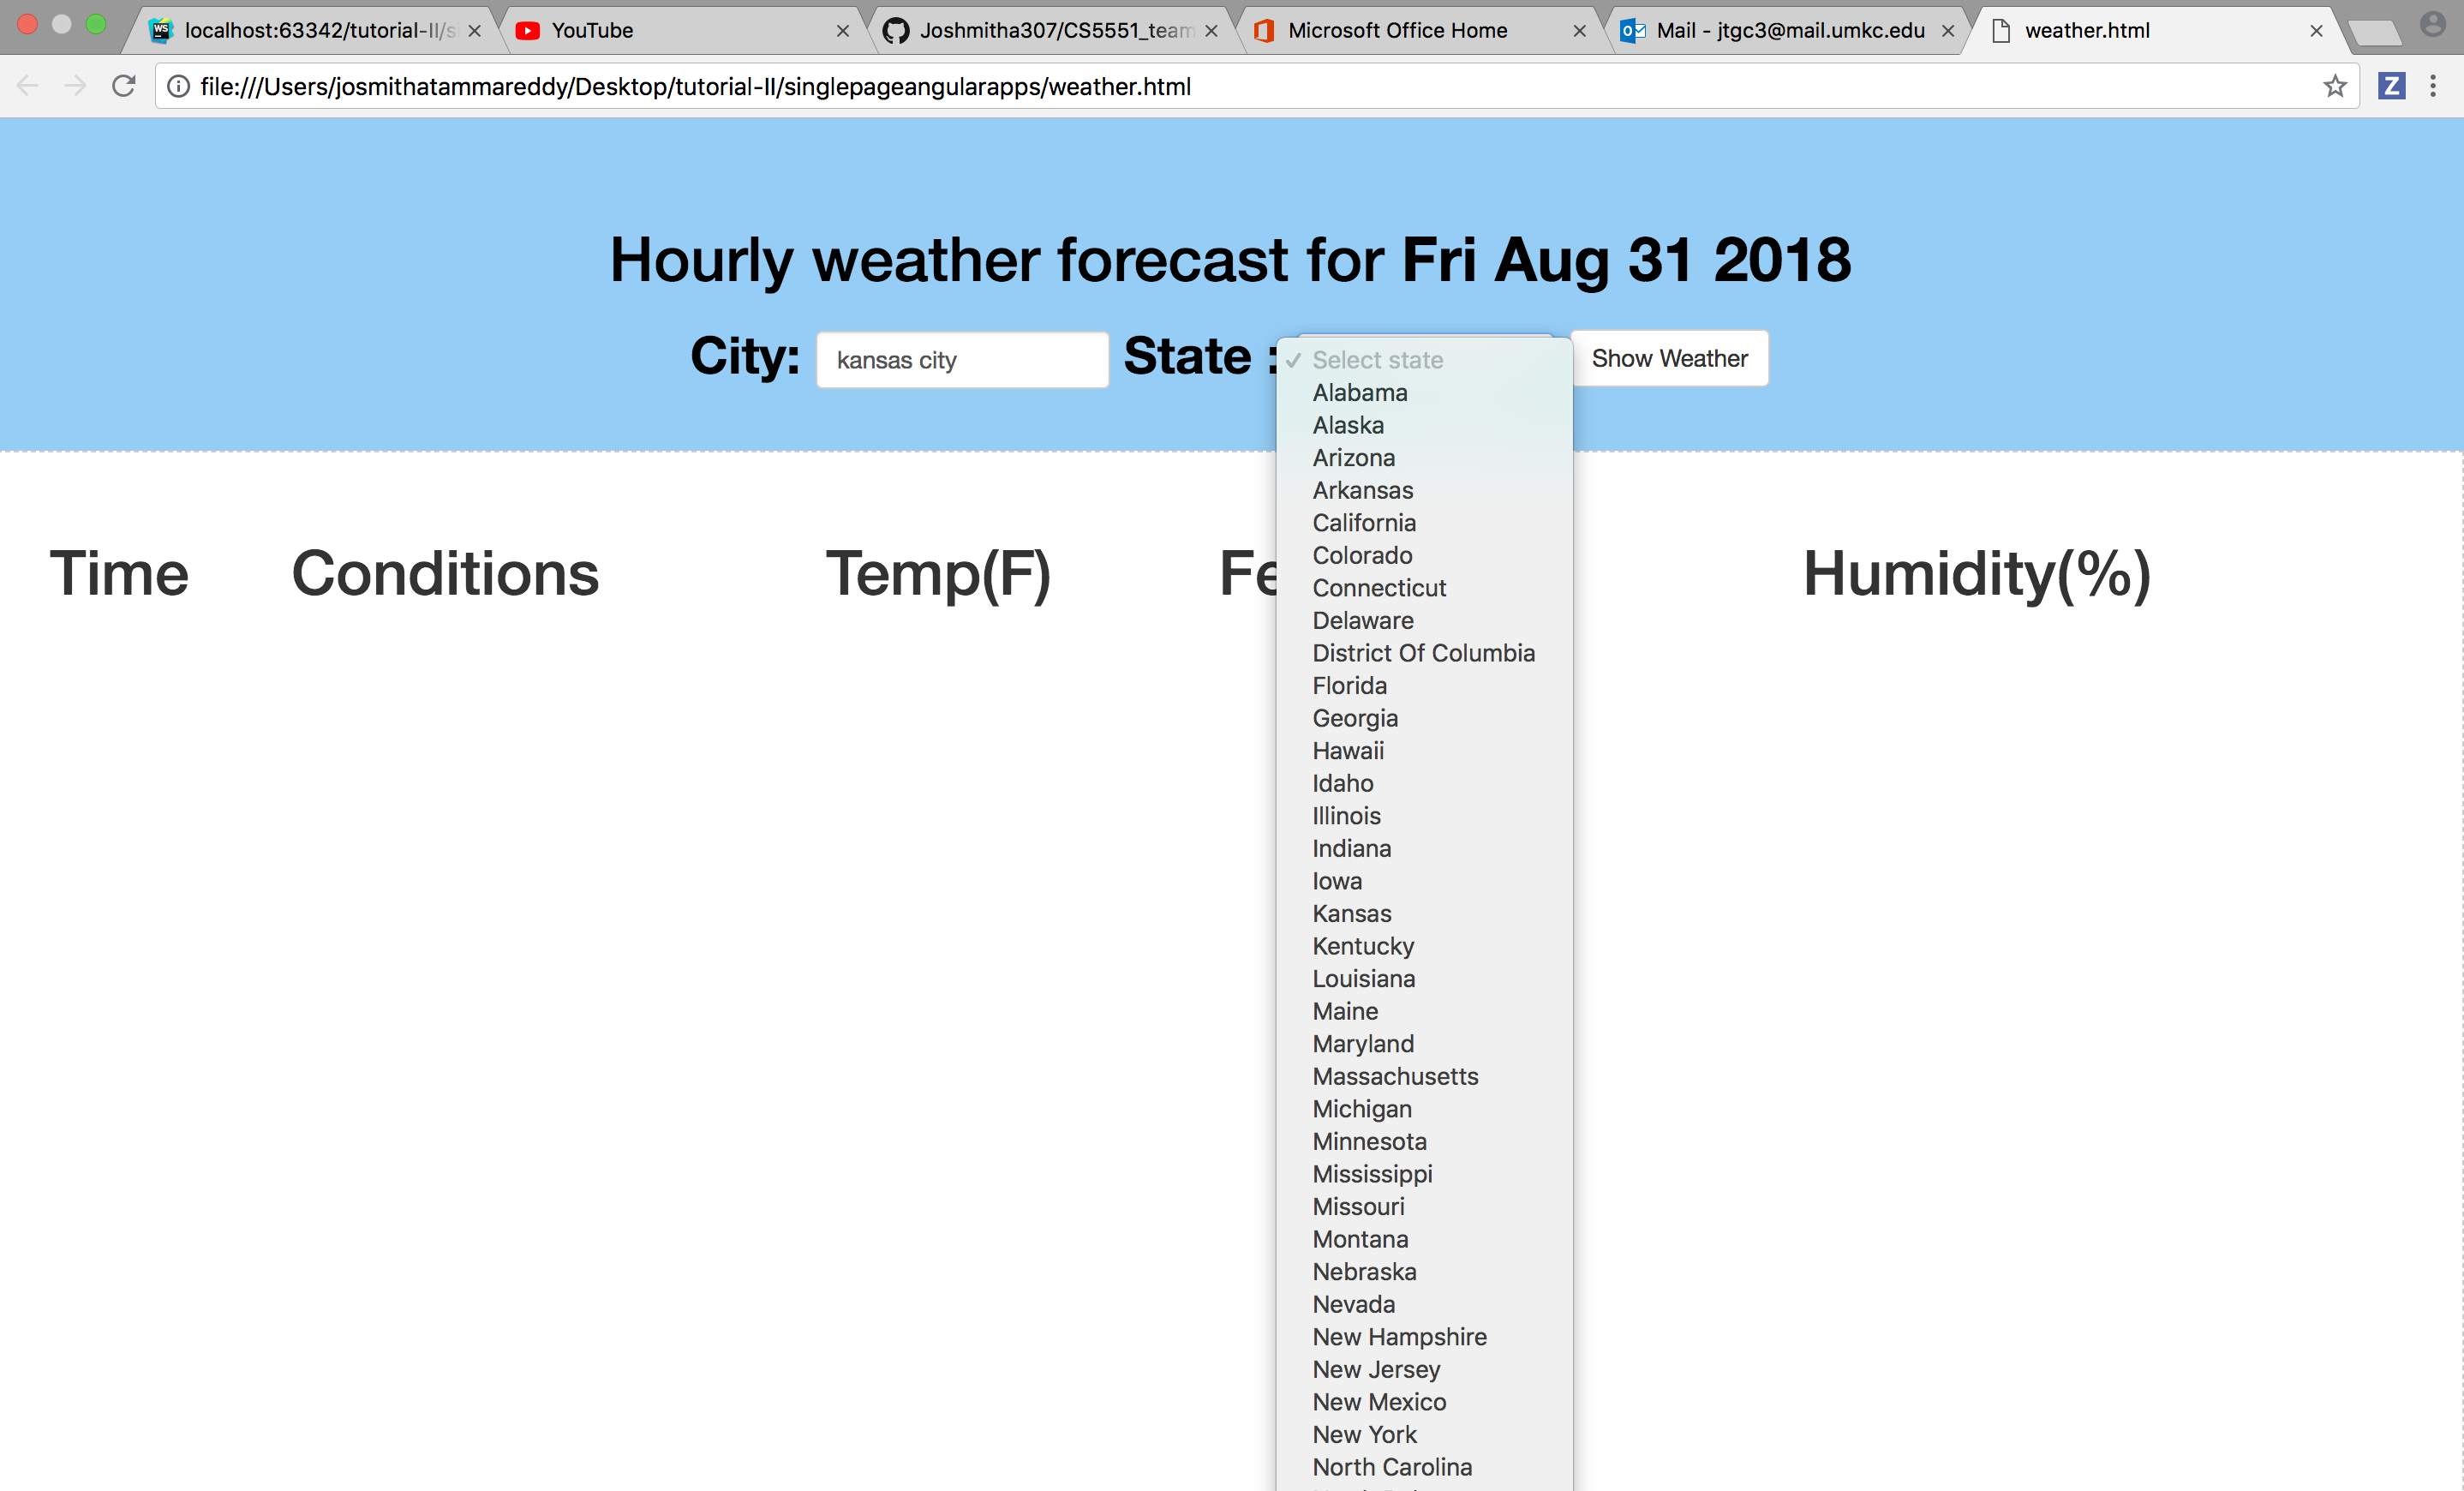 localhost:63342/tutorial-II/s YouTube Joshmitha307/CS5551_team Microsoft Office Home Mail - jtgc3@mail.umkc.edu weather.html
file:///Users/josmithatammareddy/Desktop/tutorial-II/singlepageangularapps/weather.html
Hourly weather forecast for Fri Aug 31 2018
City: kansas city State : Select state Show Weather
Alabama
Alaska
Arizona
Arkansas
California
Colorado
Time Conditions Temp(F) Fe Humidity(%)
Connecticut
Delaware
District Of Columbia
Florida
Georgia
Hawaii
Idaho
Illinois
Indiana
Iowa
Kansas
Kentucky
Louisiana
Maine
Maryland
Massachusetts
Michigan
Minnesota
Mississippi
Missouri
Montana
Nebraska
Nevada
New Hampshire
New Jersey
New Mexico
New York
North Carolina